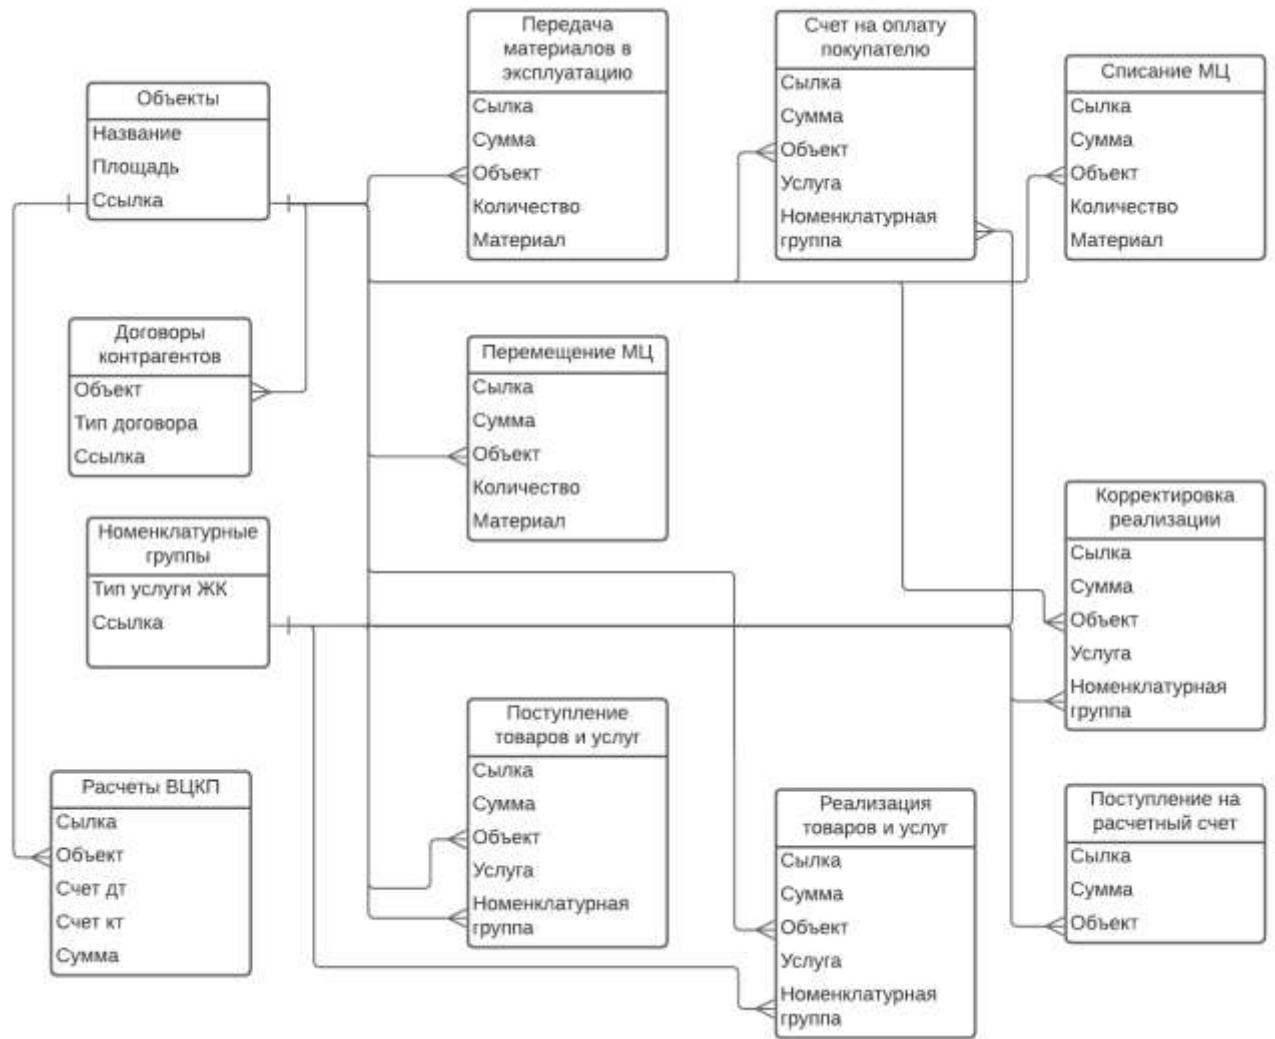 Объекты
Название
Площадь
Ссылка
Передача
материалов в
эксплуатацию
Сылка
Сумма
Объект
Количество
Материал
Счет на оплату
покупателю
Сылка
Сумма
Объект
Услуга
Номенклатурная
группа
Списание МЦ
Сылка
Сумма
Объект
Количество
Материал
Договоры
контрагентов
Объект
Тип договора
Ссылка
Перемещение МЦ
Сылка
Сумма
Объект
Количество
Материал
Номенклатурные
группы
Тип услуги ЖК
Ссылка
Корректировка
реализации
Сылка
Сумма
Объект
Услуга
Номенклатурная
группа
Расчеты ВЦКП
Сылка
Объект
Счет дт
Счет кт
Сумма
Поступление
товаров и услуг
Сылка
Сумма
Объект
Услуга
Номенклатурная
группа
Реализация
товаров и услуг
Сылка
Сумма
Объект
Услуга
Номенклатурная
группа
Поступление на
расчетный счет
Сылка
Сумма
Объект